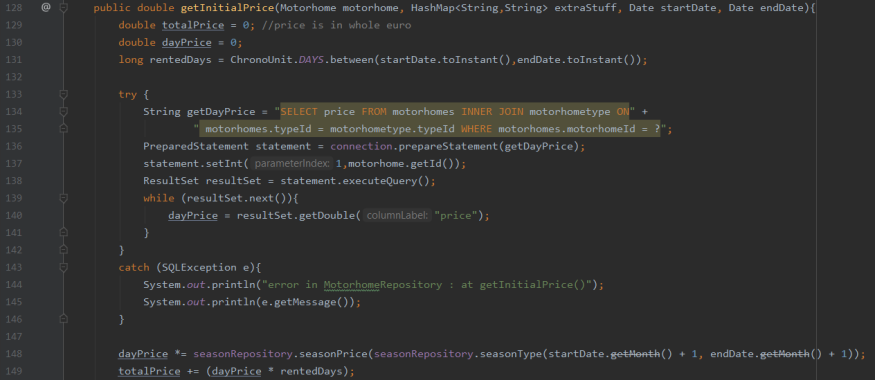 128 @ public double getInitialPrice(Motorhome motorhome, HashMap<String,String> extraStuff, Date startDate, Date endDate){
129 double totalPrice = 0; //price is in whole euro
130 double dayPrice = 0;
131 long rentedDays = ChronoUnit.DAYS.between(startDate.toInstant(),endDate.toInstant());
132
133 try {
134 String getDayPrice = "SELECT price FROM motorhomes INNER JOIN motorhometype ON" +
135 " motorhomes.typeId = motorhometype.typeId WHERE motorhomes.motorhomeId = ?";
136 PreparedStatement statement = connection.prepareStatement(getDayPrice);
137 statement.setInt( parameterIndex: 1,motorhome.getId());
138 ResultSet resultSet = statement.executeQuery();
139 while (resultSet.next()){
140 dayPrice = resultSet.getDouble( columnLabel: "price");
141 }
142 }
143 catch (SQLException e){
144 System.out.println("error in MotorhomeRepository : at getInitialPrice()");
145 System.out.println(e.getMessage());
146 }
147
148 dayPrice *= seasonRepository.seasonPrice(seasonRepository.seasonType(startDate.getMonth() + 1, endDate.getMonth() + 1));
149 totalPrice += (dayPrice * rentedDays);